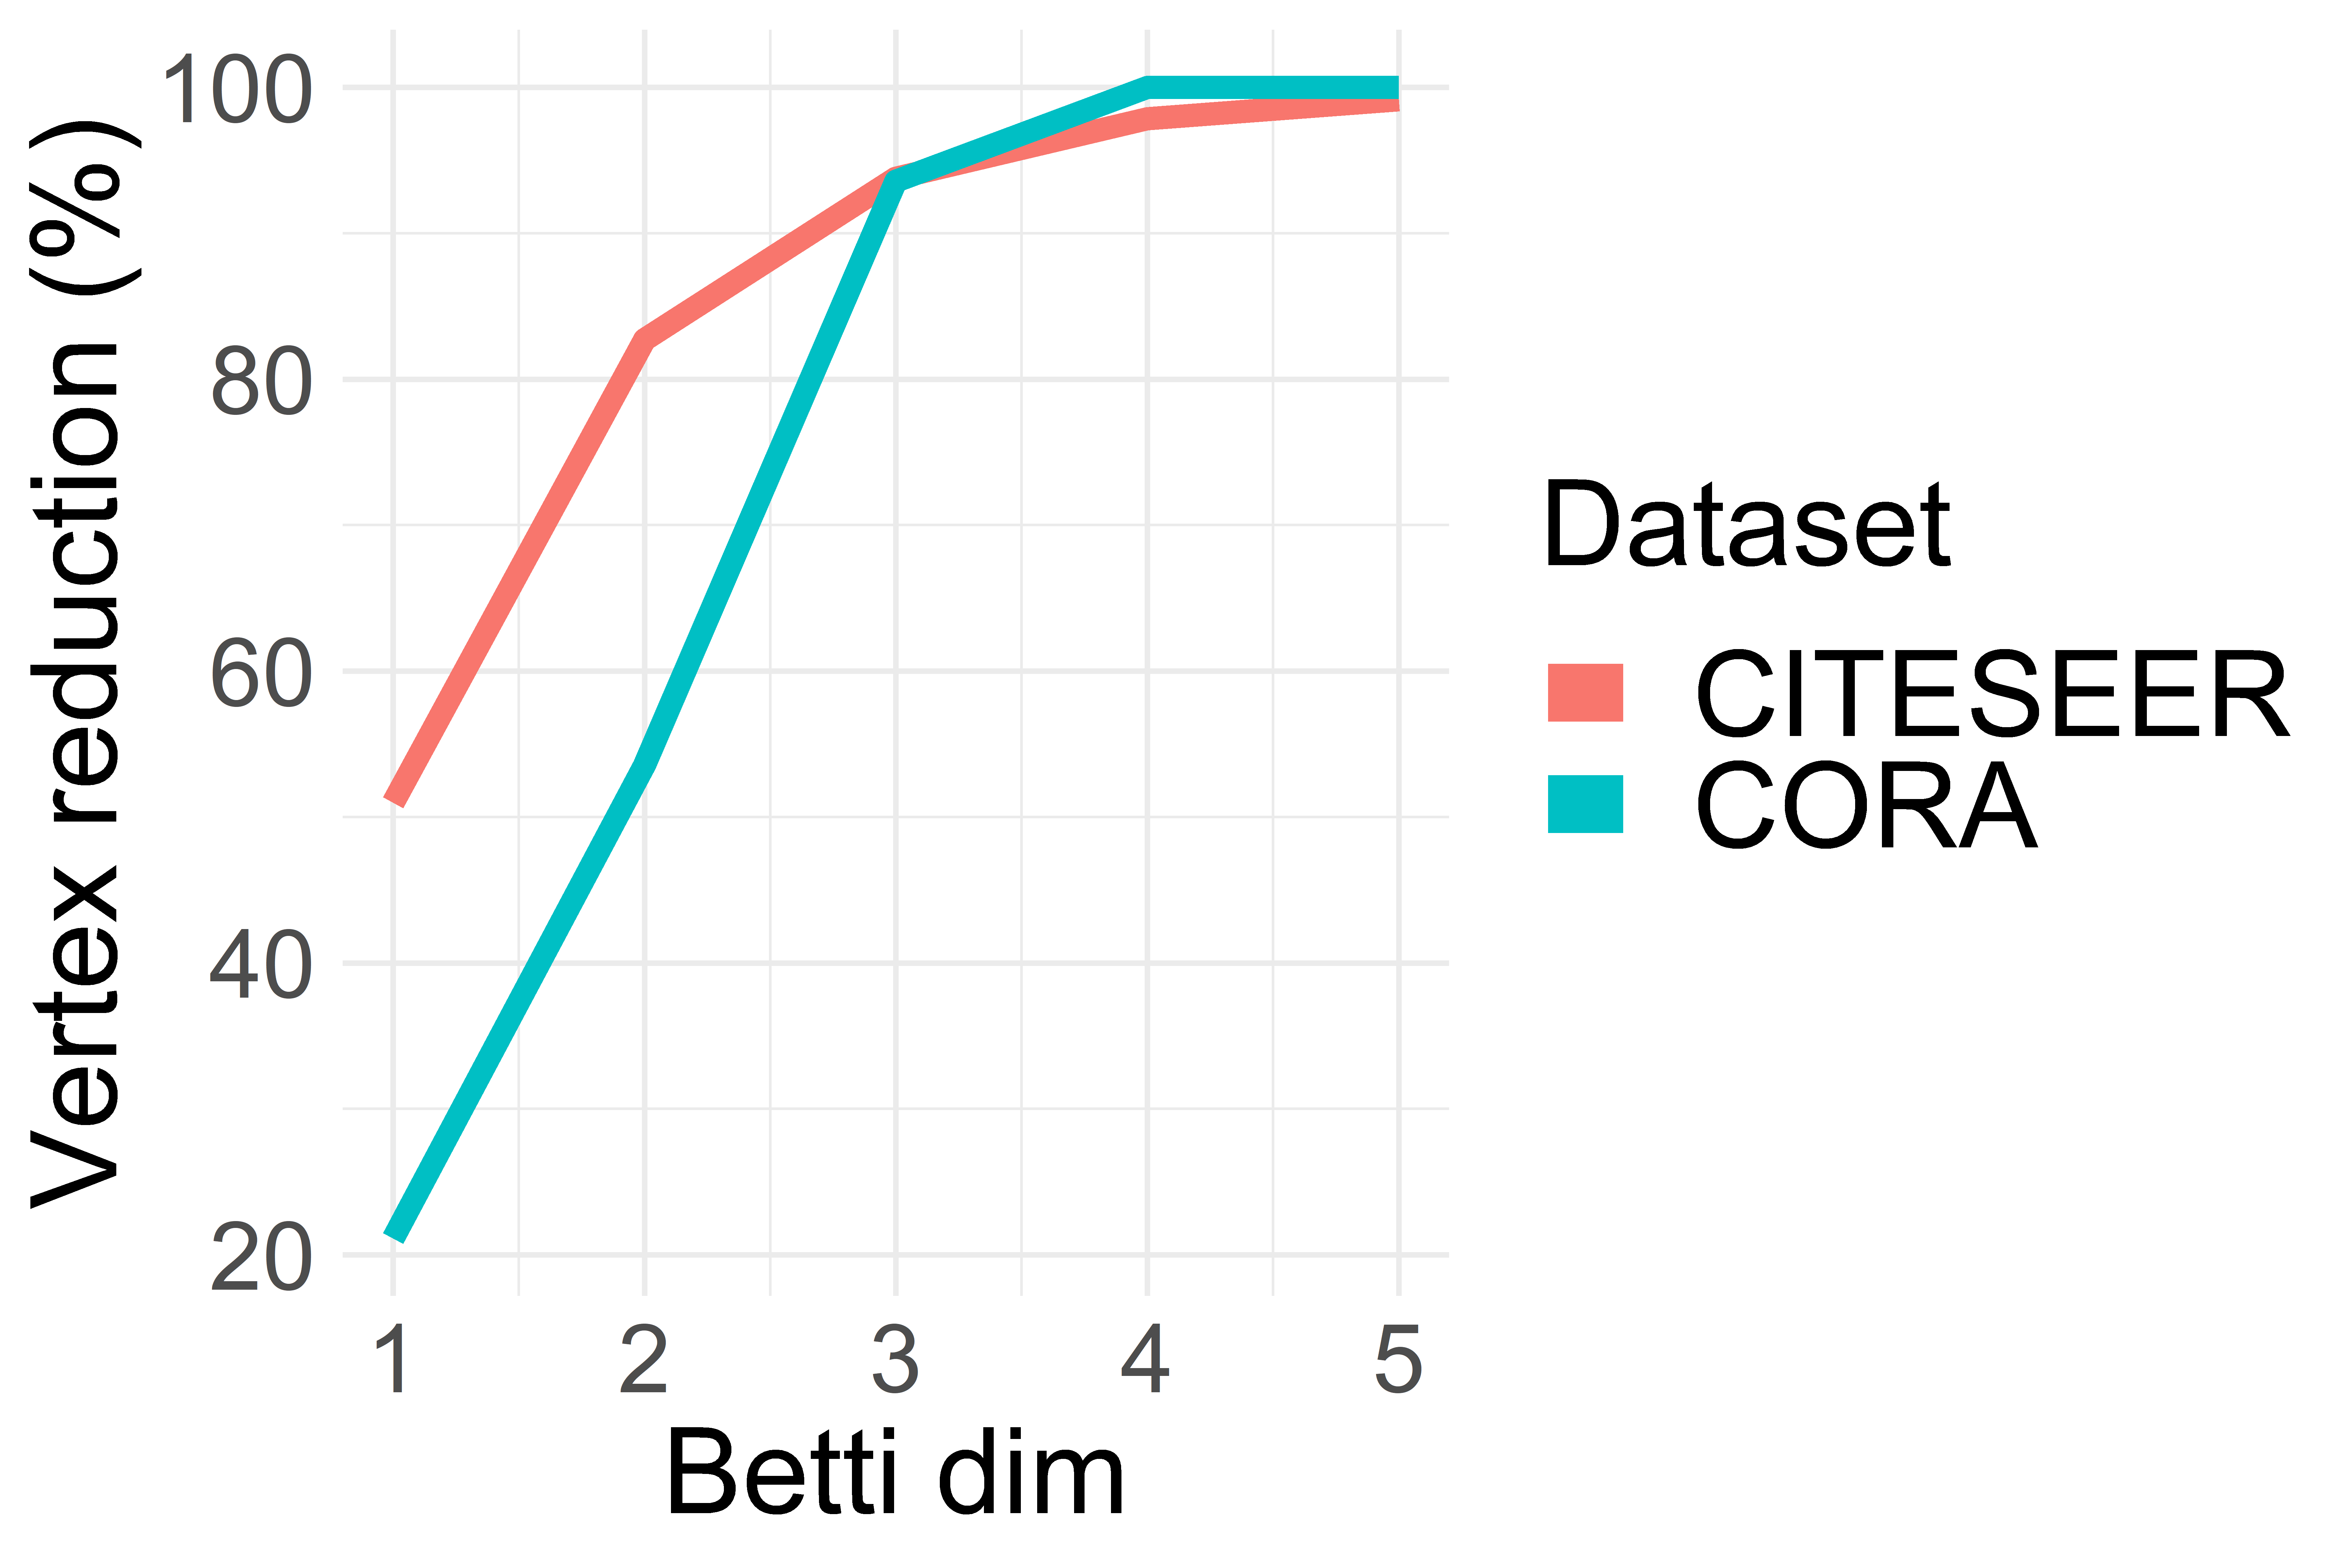 Vertex reduction (%)
100
80
60
40
20
1 2 3 4 5
Betti dim
Dataset
CITESEER
CORA